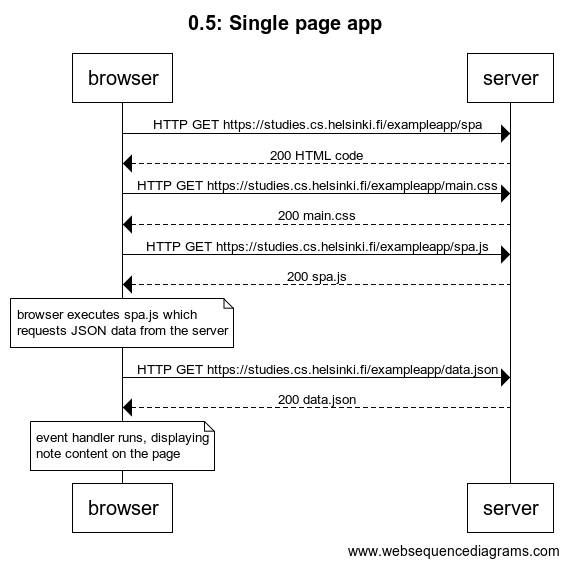 0.5: Single page app
browser
server
HTTP GET https://studies.cs.helsinki.fi/exampleapp/spa
200 HTML code
HTTP GET https://studies.cs.helsinki.fi/exampleapp/main.css
200 main.css
HTTP GET https://studies.cs.helsinki.fi/exampleapp/spa.js
200 spa.js
browser executes spa.js which
requests JSON data from the server
HTTP GET https://studies.cs.helsinki.fi/exampleapp/data.json
200 data.json
event handler runs, displaying
note content on the page
browser
server
www.websequencediagrams.com